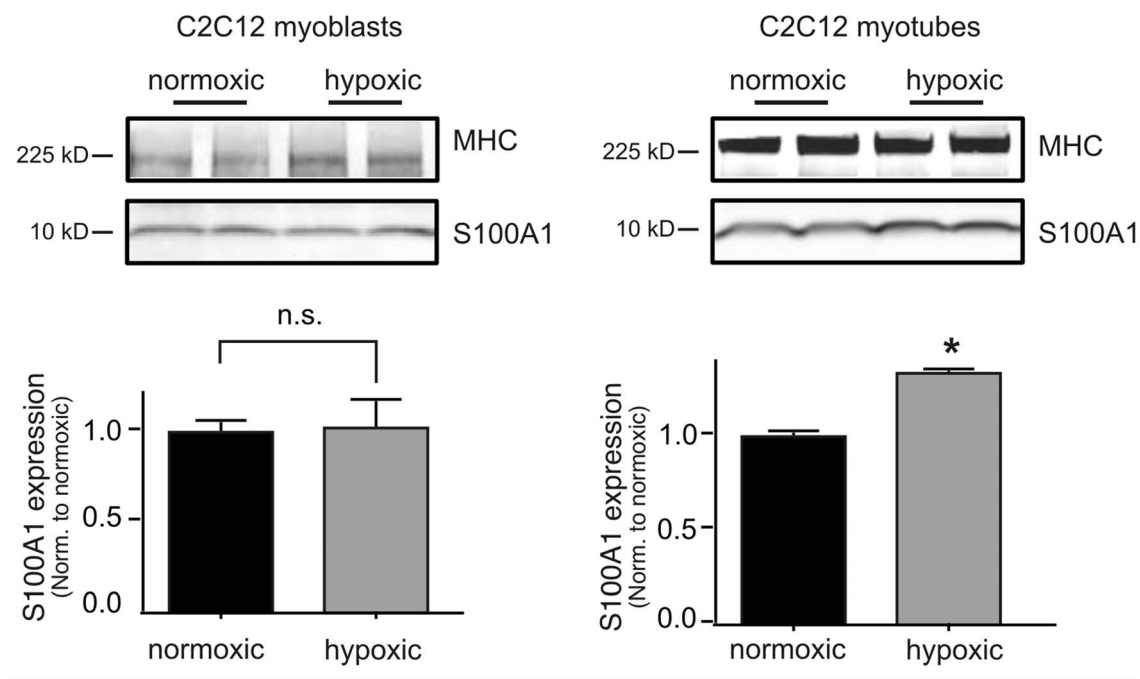 C2C12 myoblasts
normoxic hypoxic
225 kD
MHC
10 kD
S100A1
n.s.
S100A1 expression
(Norm. to normoxic)
1.0
0.5
0.0
normoxic hypoxic
C2C12 myotubes
normoxic hypoxic
225 kD
MHC
10 kD
S100A1
*
S100A1 expression
(Norm. to normoxic)
1.0
0.5
0.0
normoxic hypoxic